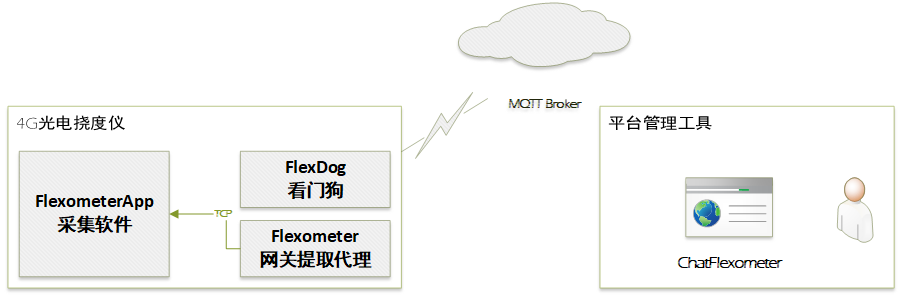 MQTT Broker
4G光电挠度仪
平台管理工具
FlexometerApp
采集软件
FlexDog
看门狗
TCP
Flexometer
网关提取代理
ChatFlexometer